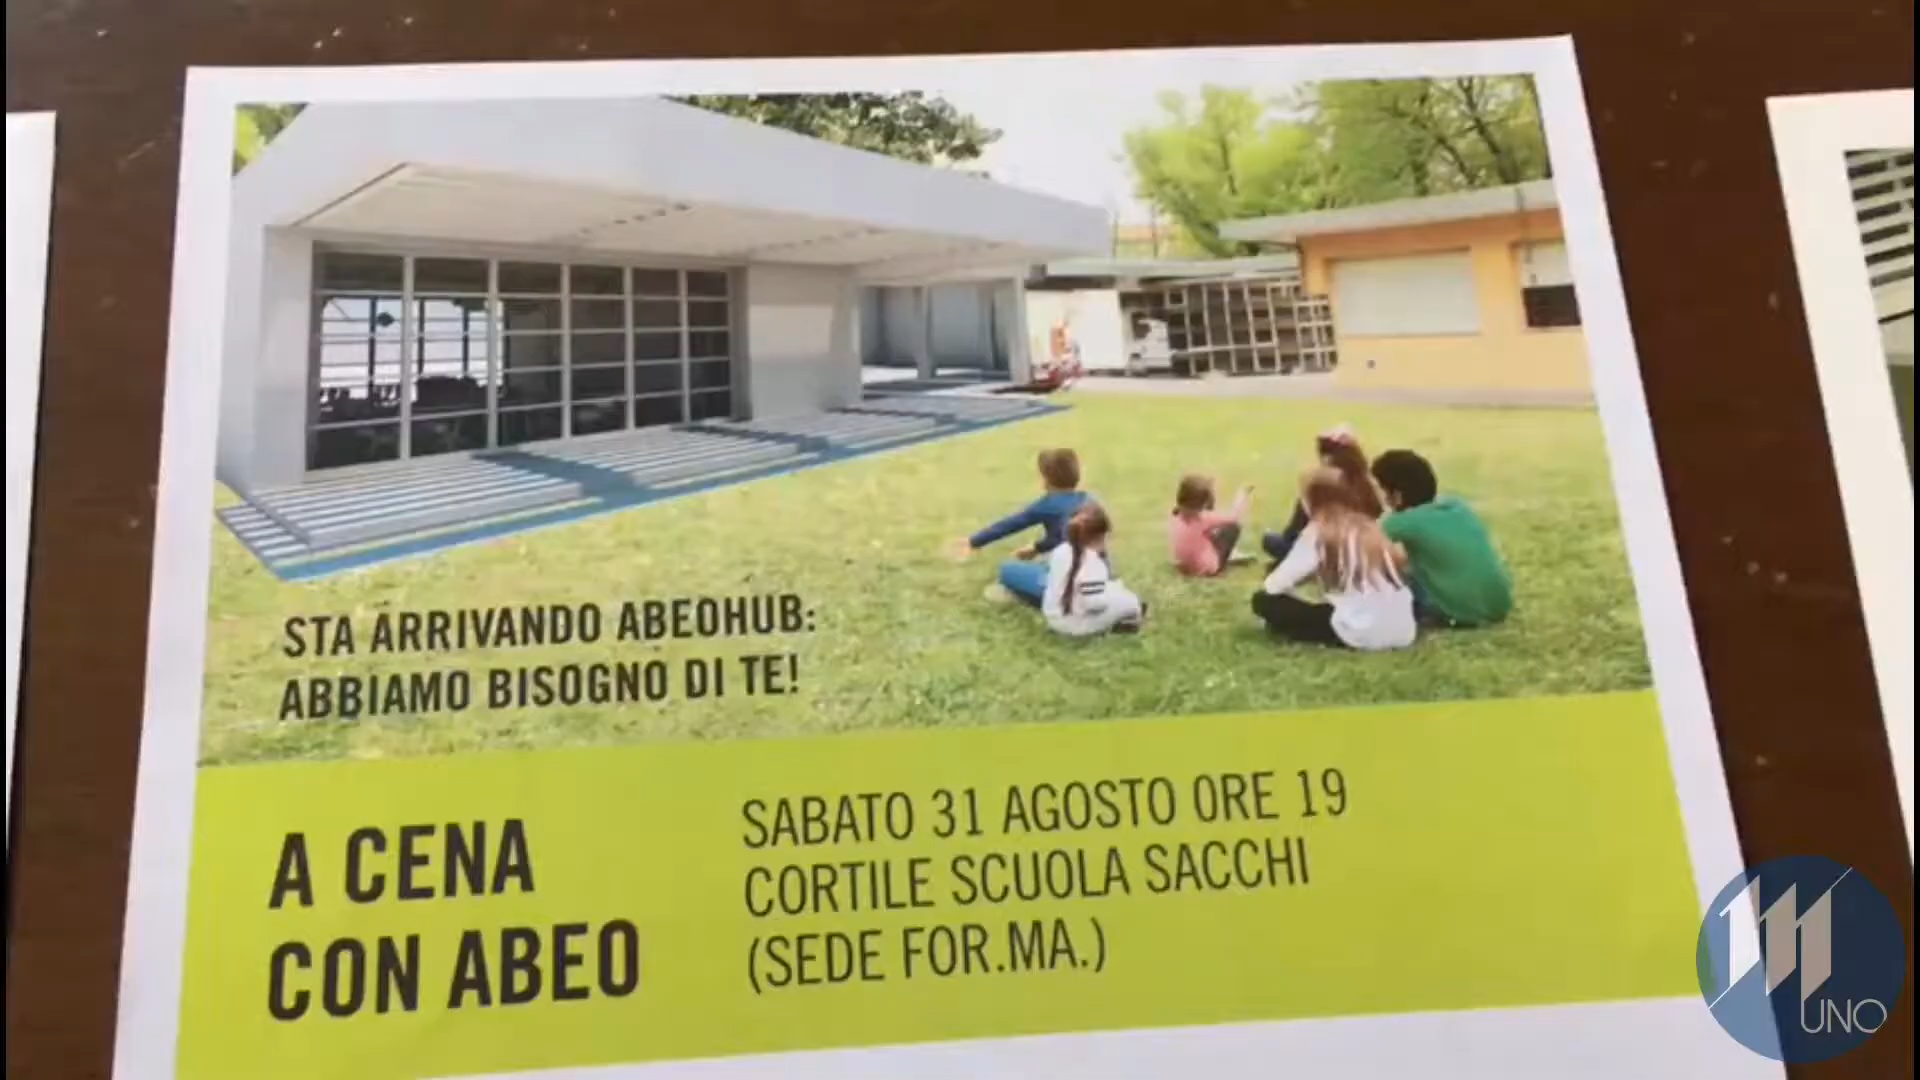 STA ARRIVANDO ABEOHUB:
ABBIAMO BISOGNO DI TE!
A CENA
CON ABEO
SABATO 31 AGOSTO ORE 19
CORTILE SCUOLA SACCHI
(SEDE FOR.MA.)
M
UNO